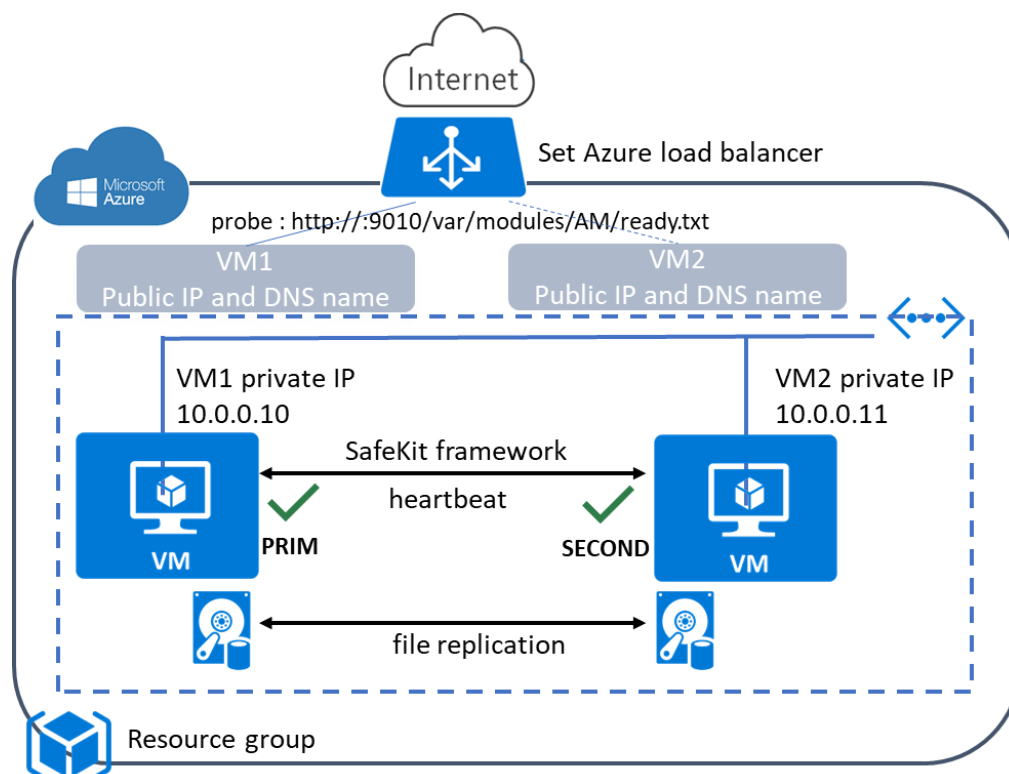 Internet
Set Azure load balancer
Microsoft
Azure
probe : http://:9010/var/modules/AM/ready.txt
VM1
Public IP and DNS name
VM2
Public IP and DNS name
VM1 private IP
10.0.0.10
VM2 private IP
10.0.0.11
SafeKit framework
heartbeat
PRIM
SECOND
VM
VM
file replication
Resource group